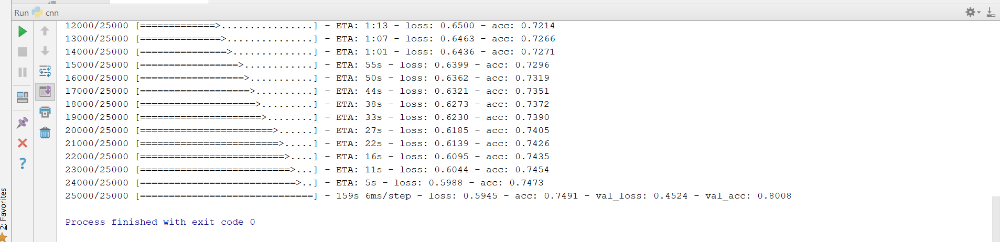 Run cnn
12000/25000 [=============>................] - ETA: 1:13 - loss: 0.6500 - acc: 0.7214
13000/25000 [==============>...............] - ETA: 1:07 - loss: 0.6463 - acc: 0.7266
14000/25000 [===============>..............] - ETA: 1:01 - loss: 0.6436 - acc: 0.7271
15000/25000 [=================>............] - ETA: 55s - loss: 0.6399 - acc: 0.7296
16000/25000 [==================>...........] - ETA: 50s - loss: 0.6362 - acc: 0.7319
17000/25000 [===================>..........] - ETA: 44s - loss: 0.6321 - acc: 0.7351
18000/25000 [====================>.........] - ETA: 38s - loss: 0.6273 - acc: 0.7372
19000/25000 [=====================>........] - ETA: 33s - loss: 0.6230 - acc: 0.7390
20000/25000 [=======================>......] - ETA: 27s - loss: 0.6185 - acc: 0.7405
21000/25000 [========================>.....] - ETA: 22s - loss: 0.6139 - acc: 0.7426
22000/25000 [=========================>....] - ETA: 16s - loss: 0.6095 - acc: 0.7435
23000/25000 [==========================>...] - ETA: 11s - loss: 0.6044 - acc: 0.7454
24000/25000 [===========================>..] - ETA: 5s - loss: 0.5988 - acc: 0.7473
25000/25000 [==============================] - 159s 6ms/step - loss: 0.5945 - acc: 0.7491 - val_loss: 0.4524 - val_acc: 0.8008
Process finished with exit code 0
2: Favorites